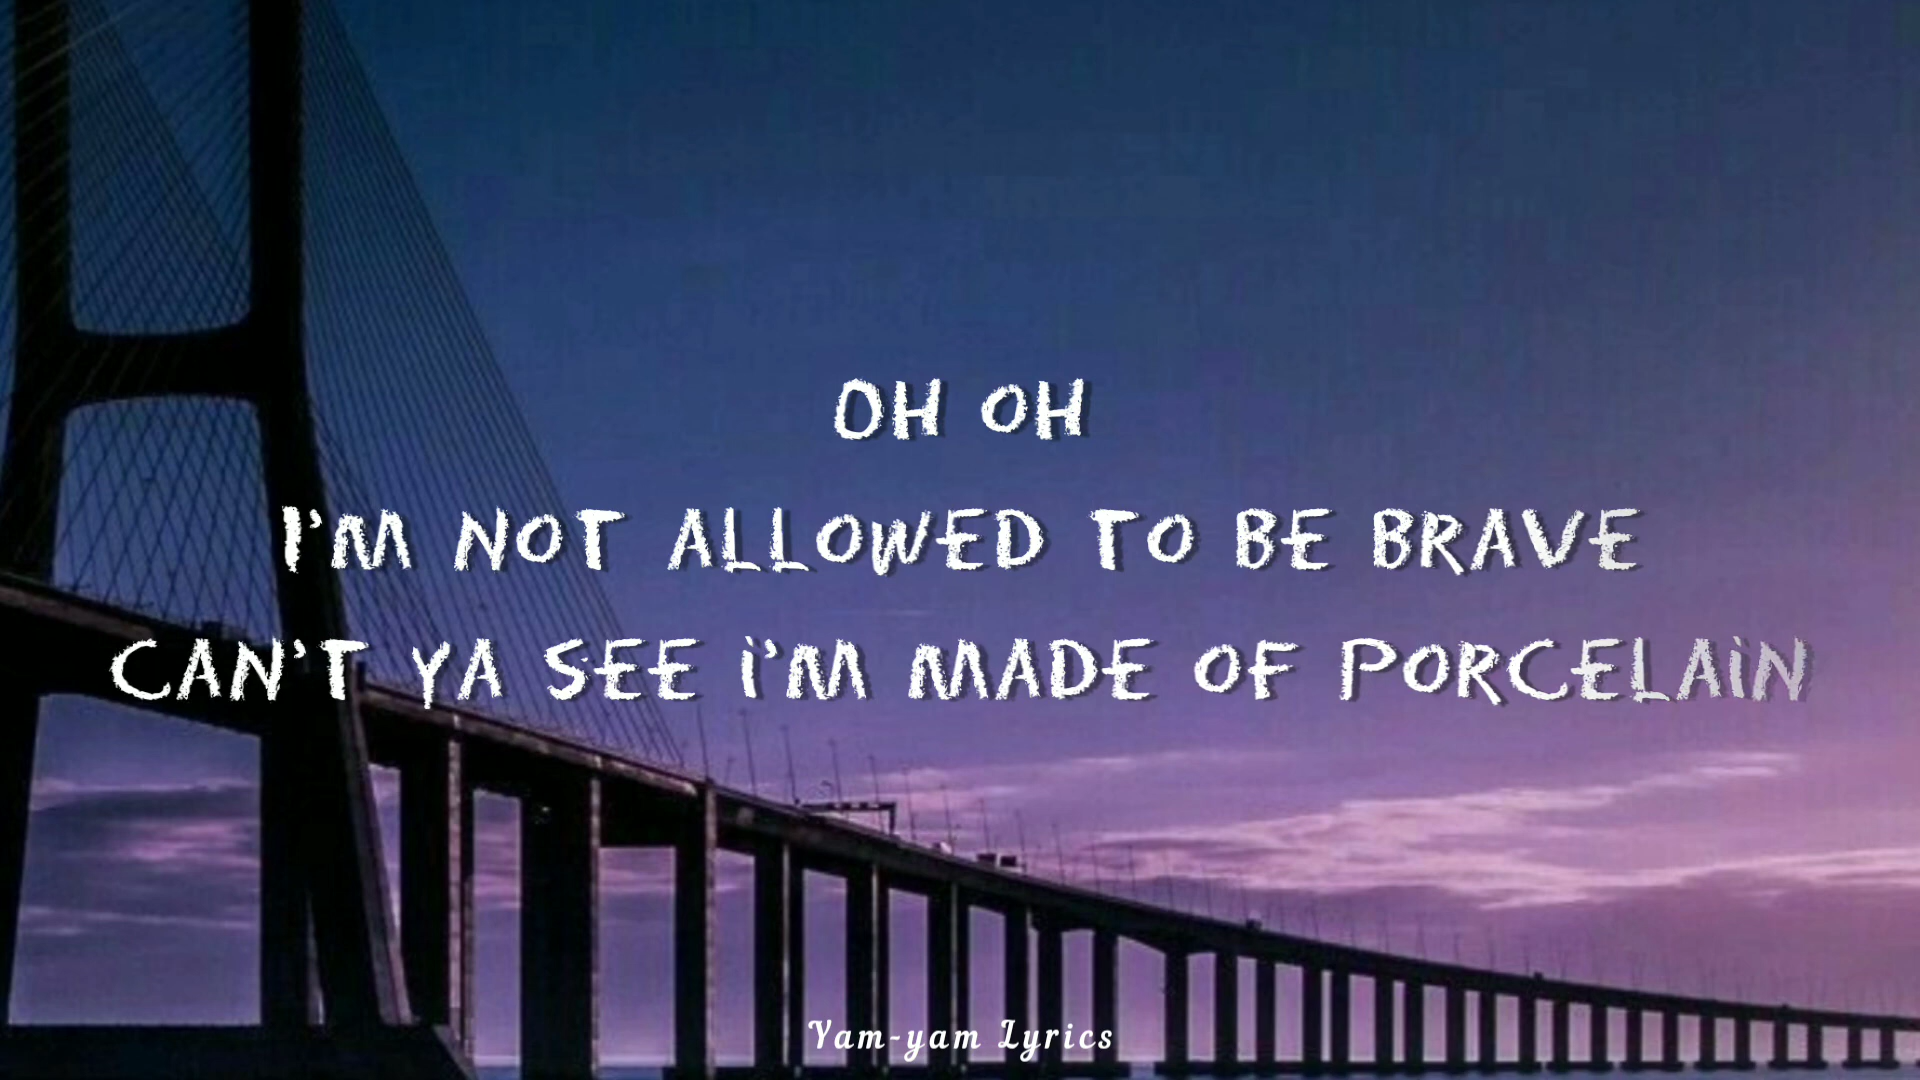 OH OH
I'M NOT ALLOWED TO BE BRAVE
CAN'T YA SEE i'M MADE OF PORCELAiN
Yam-yam Lyrics